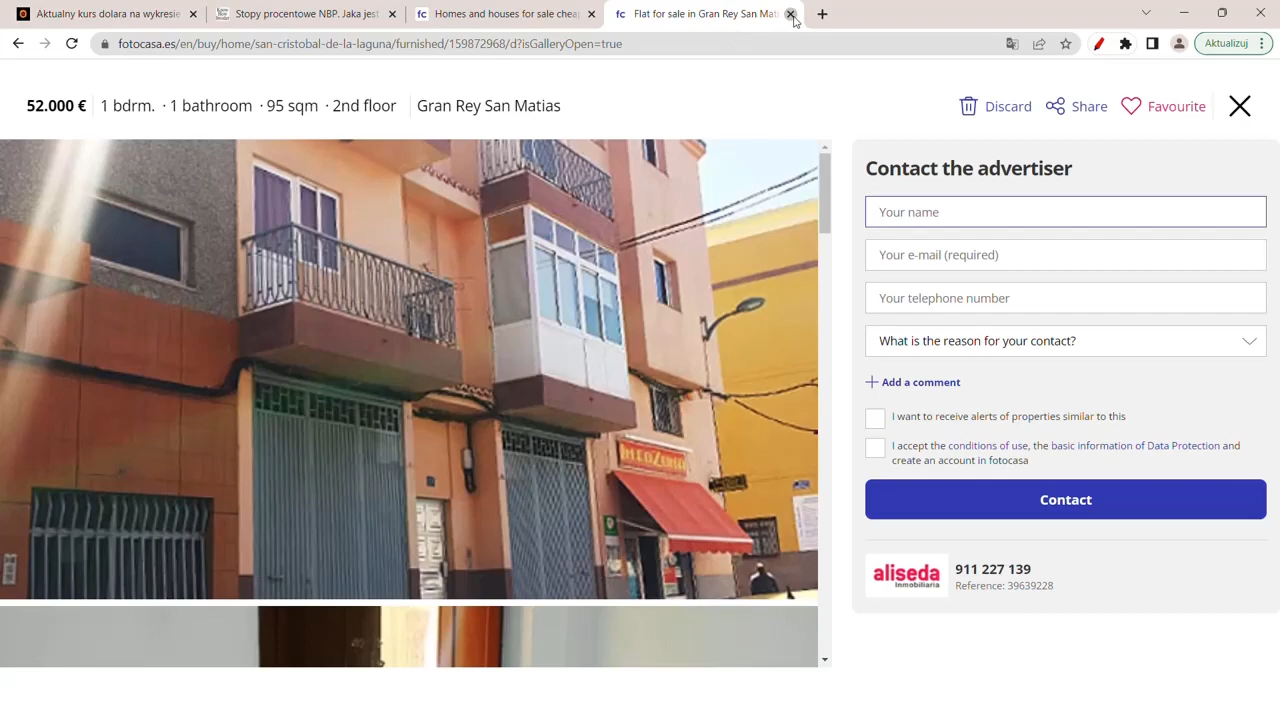 Aktualny kurs dolara na wykresie
Stopy procentowe NBP. Jaka jest
fc Homes and houses for sale cheap
fc Flat for sale in Gran Rey San Mati
fotocasa.es/en/buy/home/san-cristobal-de-la-laguna/furnished/159872968/d?isGalleryOpen=true
Aktualizuj
52.000 € 1 bdrm. · 1 bathroom · 95 sqm · 2nd floor Gran Rey San Matias
Discard Share Favourite
Contact the advertiser
Your name
Your e-mail (required)
Your telephone number
What is the reason for your contact?
Add a comment
I want to receive alerts of properties similar to this
I accept the conditions of use, the basic information of Data Protection and
create an account in fotocasa
Contact
aliseda
inmobiliaria
911 227 139
Reference: 39639228